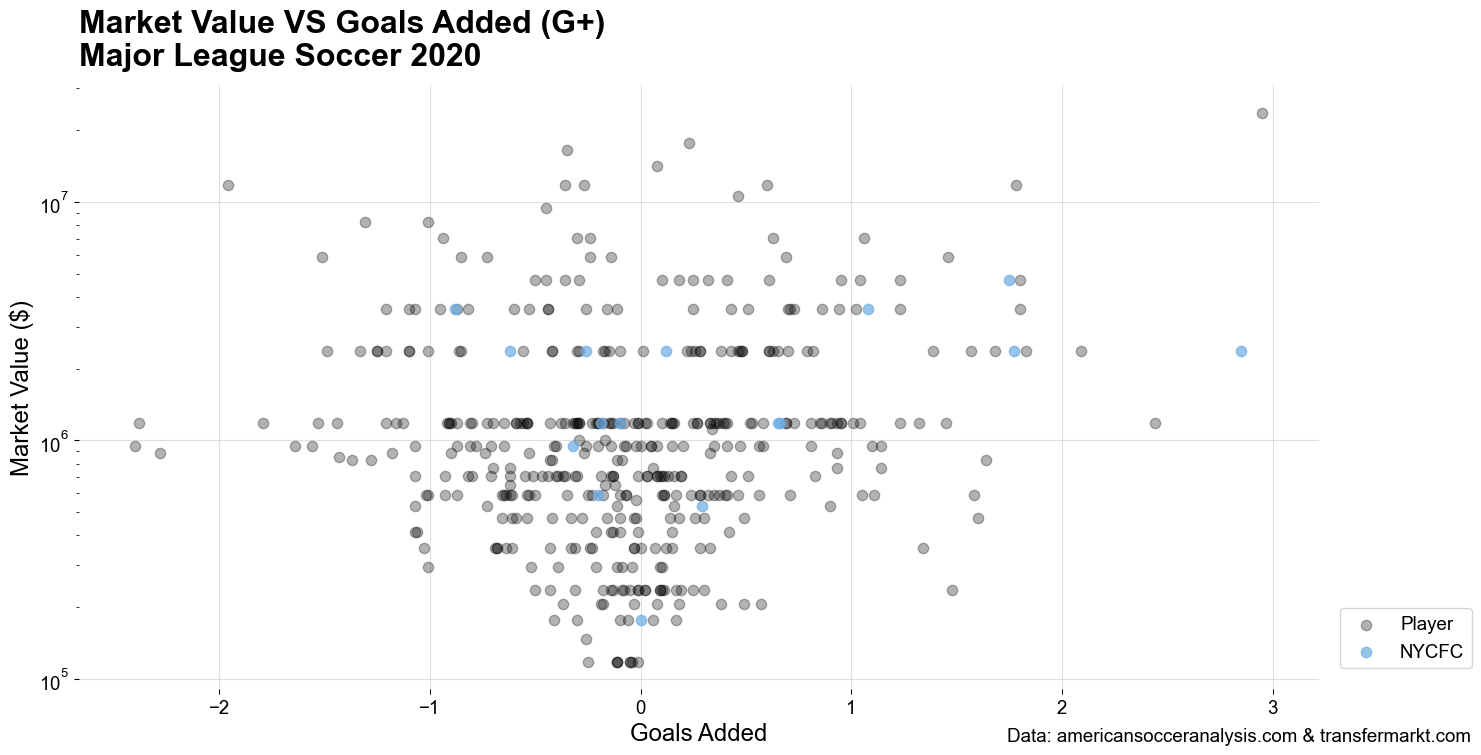 Market Value VS Goals Added (G+)
Major League Soccer 2020
Market Value ($)
10^7
10^6
10^5
−2
−1
0
1
2
3
Goals Added
Player
NYCFC
Data: americansocceranalysis.com & transfermarkt.com